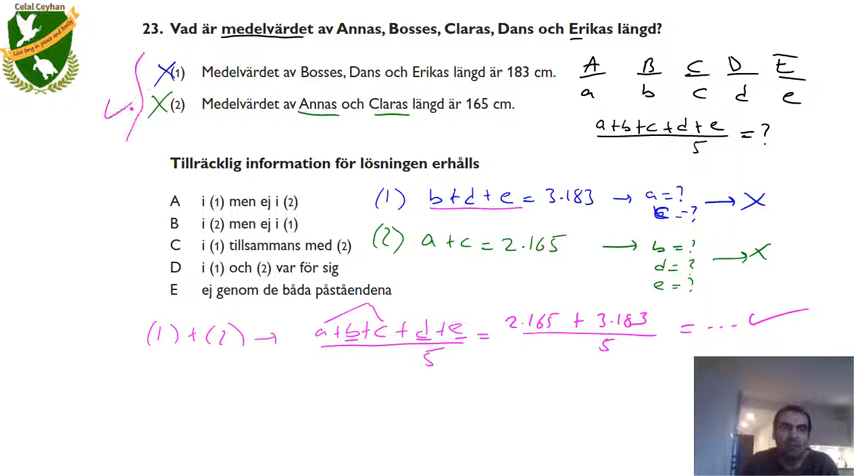 Celal Ceyhan
23. Vad är medelvärdet av Annas, Bosses, Claras, Dans och Erikas längd?
X (1) Medelvärdet av Bosses, Dans och Erikas längd är 183 cm.
X (2) Medelvärdet av Annas och Claras längd är 165 cm.
A B C D E
a b c d e
a+b+c+d+e
5
= ?
Tillräcklig information för lösningen erhålls
A i (1) men ej i (2)
B i (2) men ej i (1)
C i (1) tillsammans med (2)
D i (1) och (2) var för sig
E ej genom de båda påståendena
(1) b+d+e = 3.183 → a=?
c=?
→ X
(2) a+c = 2.165 → b=?
d=?
e=?
→ X
(1)+(2) → a+b+c+d+e
5
= 2.165 + 3.183
5
= ... ✓